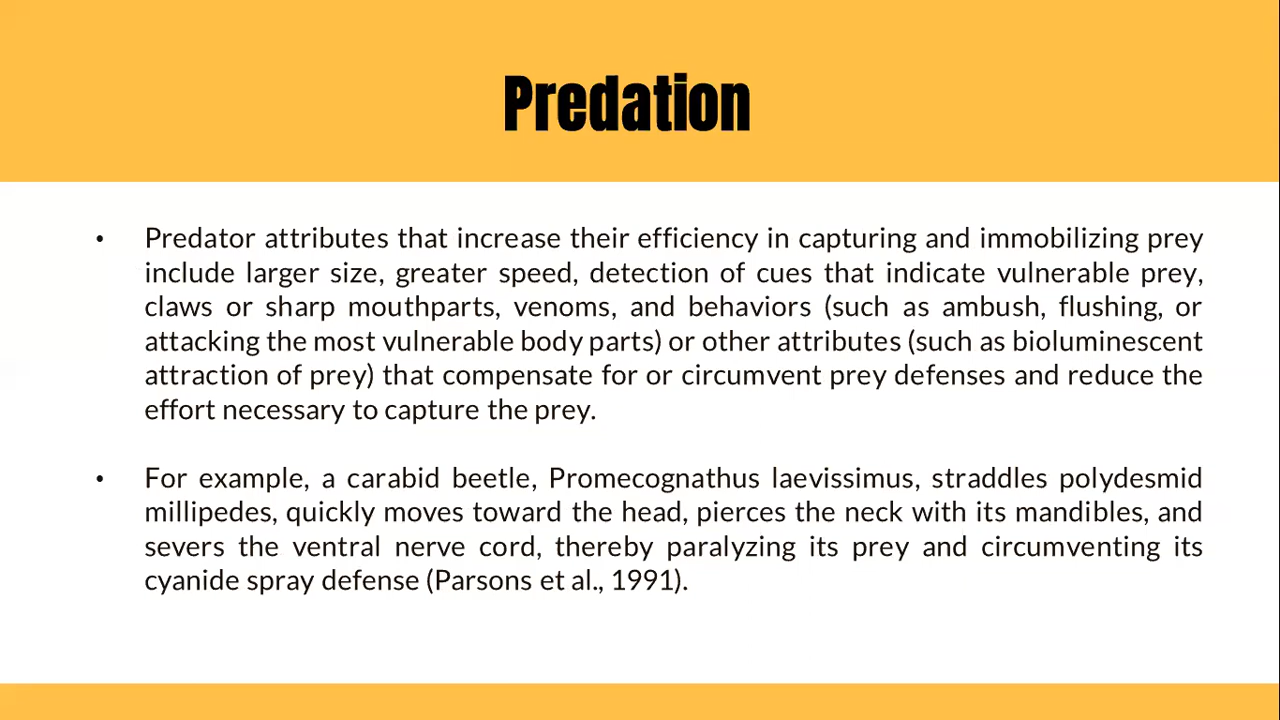 Predation
• Predator attributes that increase their efficiency in capturing and immobilizing prey
include larger size, greater speed, detection of cues that indicate vulnerable prey,
claws or sharp mouthparts, venoms, and behaviors (such as ambush, flushing, or
attacking the most vulnerable body parts) or other attributes (such as bioluminescent
attraction of prey) that compensate for or circumvent prey defenses and reduce the
effort necessary to capture the prey.
• For example, a carabid beetle, Promecognathus laevissimus, straddles polydesmid
millipedes, quickly moves toward the head, pierces the neck with its mandibles, and
severs the ventral nerve cord, thereby paralyzing its prey and circumventing its
cyanide spray defense (Parsons et al., 1991).